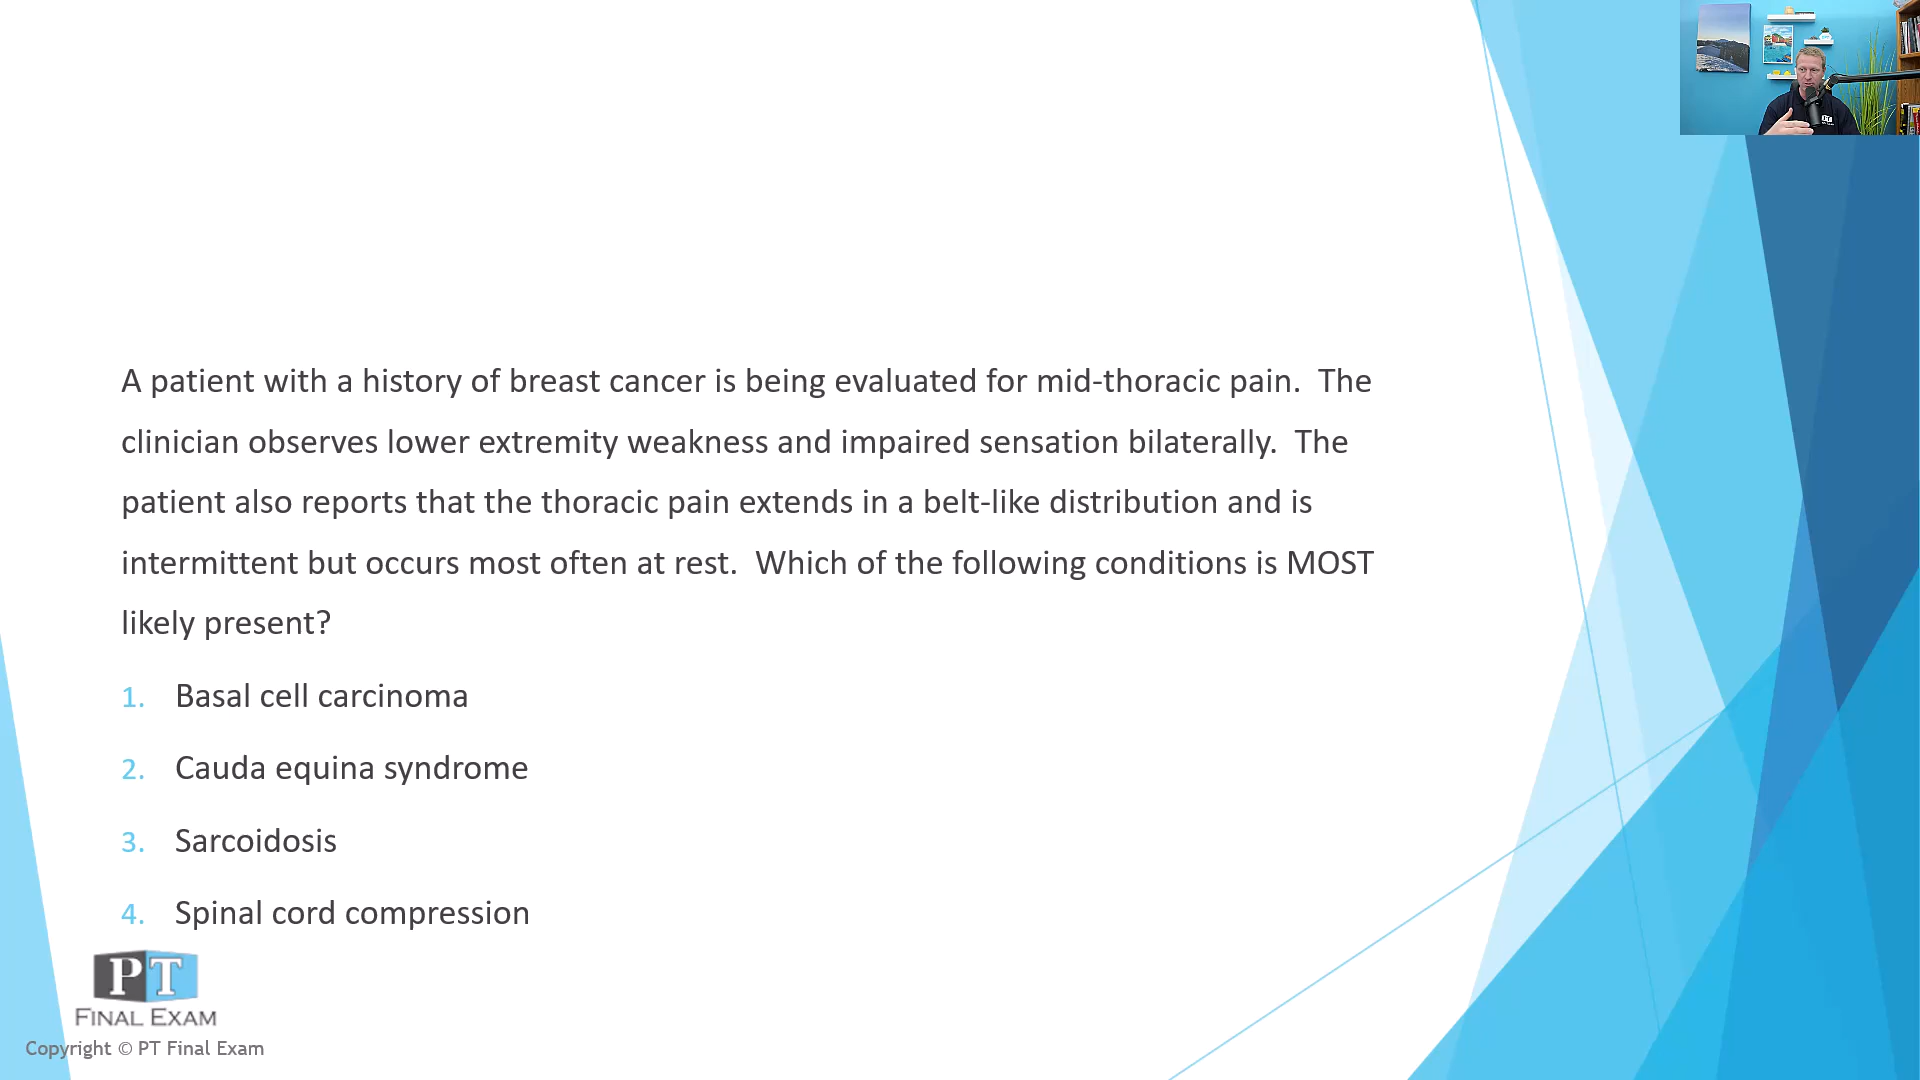 A patient with a history of breast cancer is being evaluated for mid-thoracic pain. The
clinician observes lower extremity weakness and impaired sensation bilaterally. The
patient also reports that the thoracic pain extends in a belt-like distribution and is
intermittent but occurs most often at rest. Which of the following conditions is MOST
likely present?
1. Basal cell carcinoma
2. Cauda equina syndrome
3. Sarcoidosis
4. Spinal cord compression
PT
FINAL EXAM
Copyright © PT Final Exam